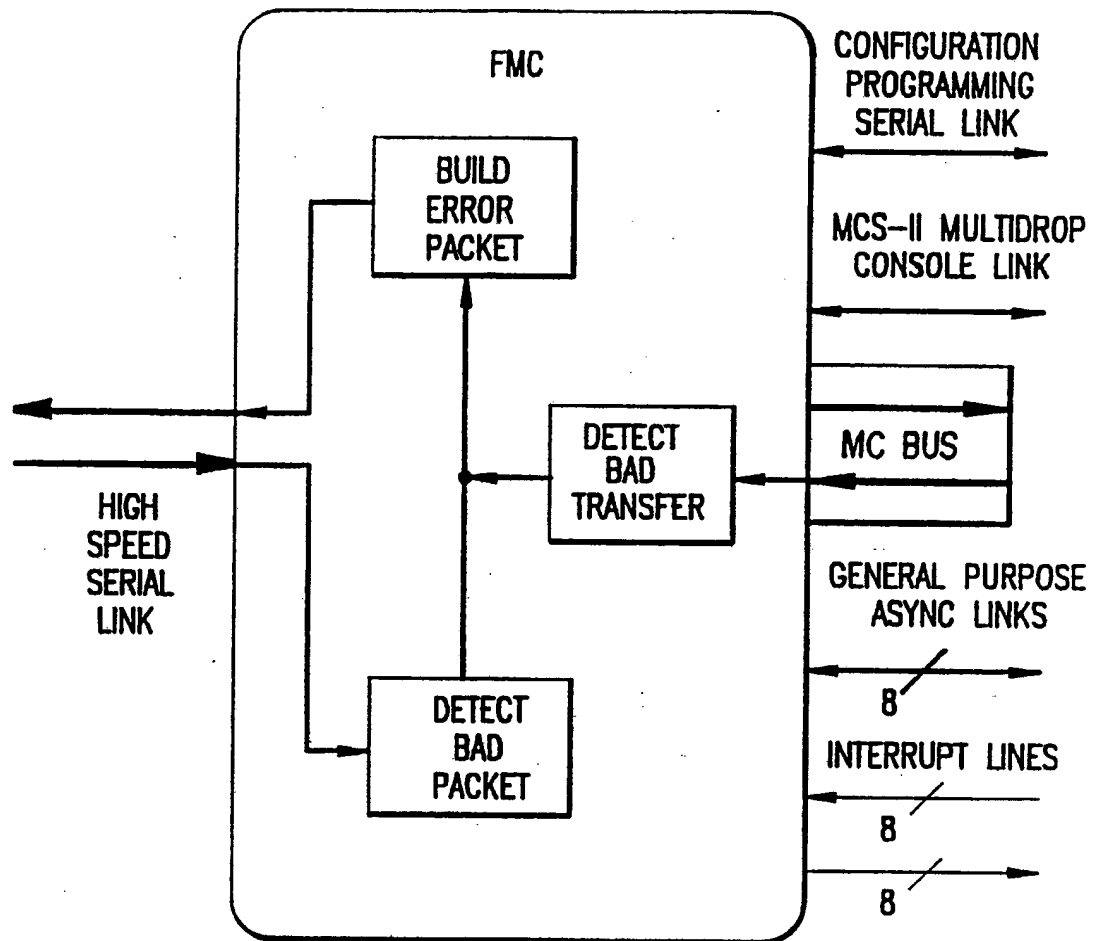 FMC
CONFIGURATION
PROGRAMMING
SERIAL LINK
BUILD
ERROR
PACKET
MCS-II MULTIDROP
CONSOLE LINK
DETECT
BAD
TRANSFER
MC BUS
HIGH
SPEED
SERIAL
LINK
GENERAL PURPOSE
ASYNC LINKS
8
DETECT
BAD
PACKET
INTERRUPT LINES
8
8